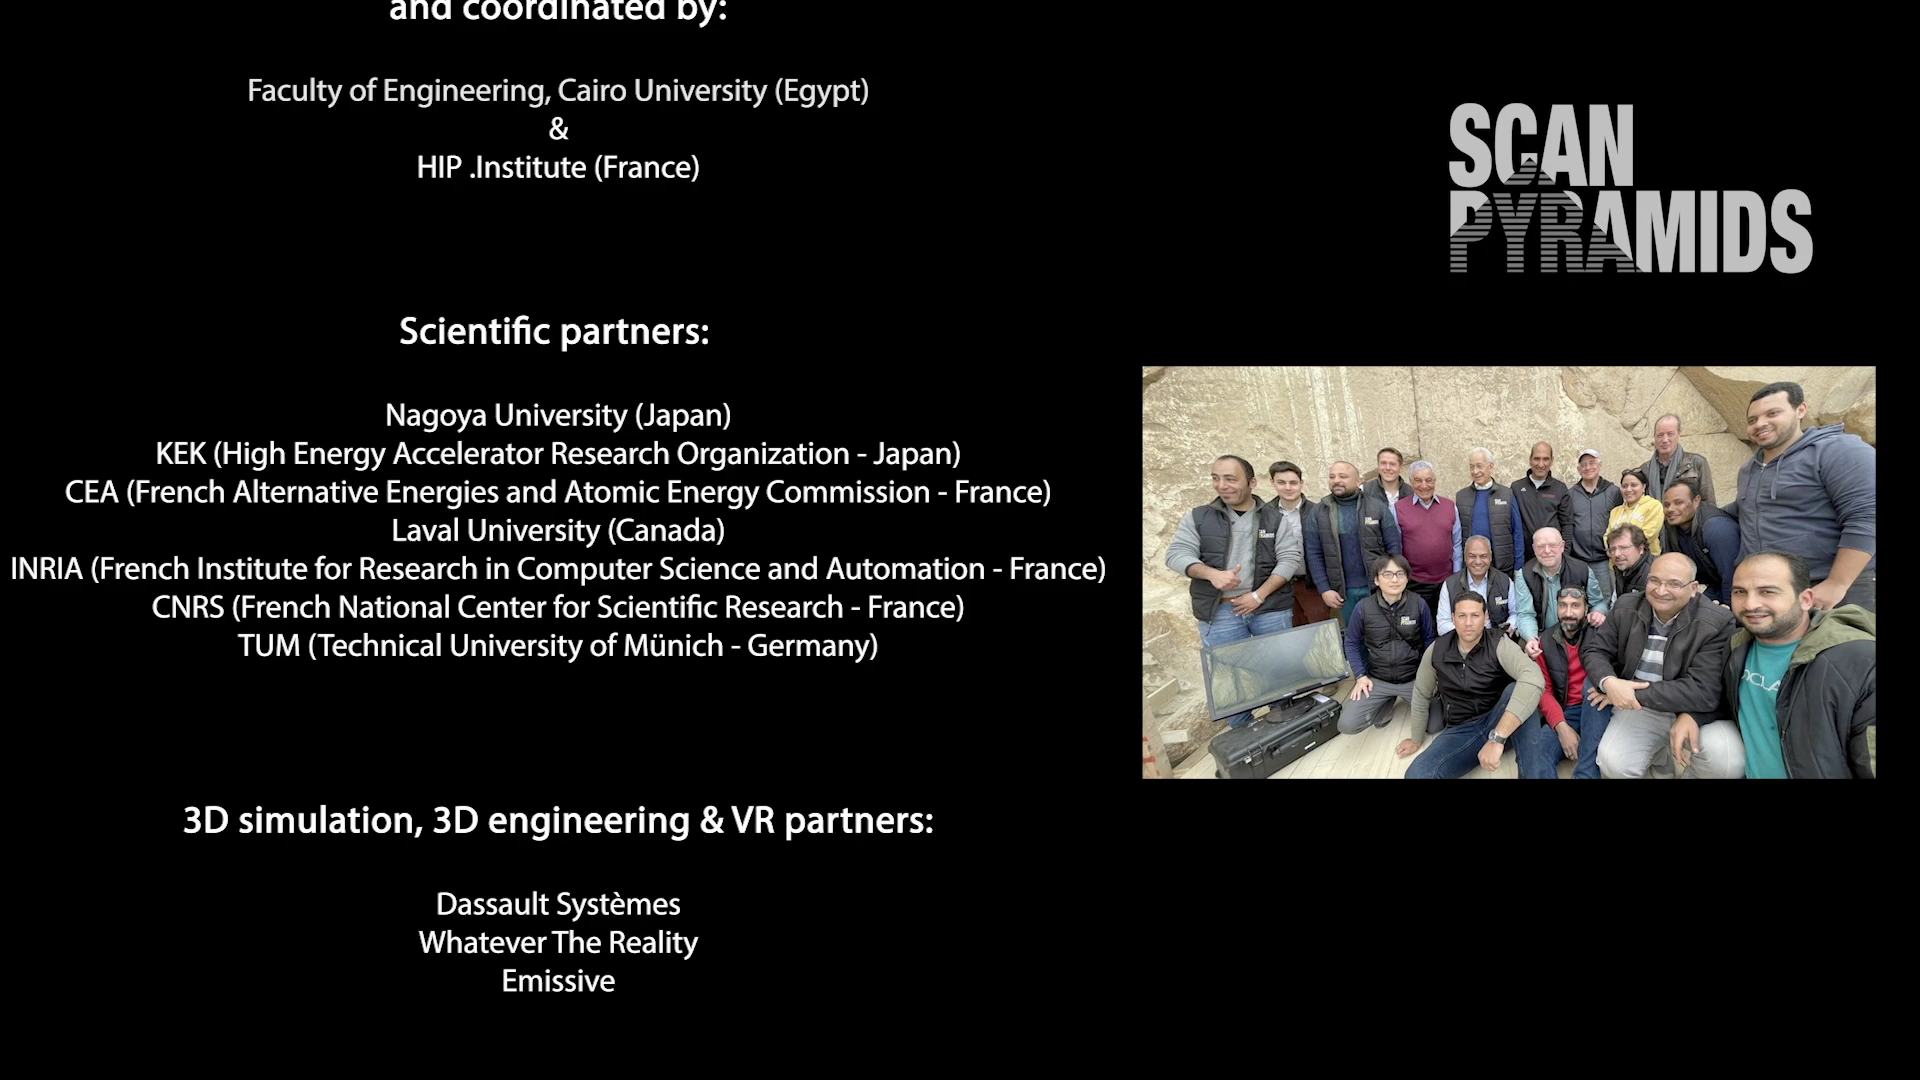 and coordinated by:
Faculty of Engineering, Cairo University (Egypt)
&
HIP .Institute (France)
SCAN
PYRAMIDS
Scientific partners:
Nagoya University (Japan)
KEK (High Energy Accelerator Research Organization - Japan)
CEA (French Alternative Energies and Atomic Energy Commission - France)
Laval University (Canada)
INRIA (French Institute for Research in Computer Science and Automation - France)
CNRS (French National Center for Scientific Research - France)
TUM (Technical University of Münich - Germany)
3D simulation, 3D engineering & VR partners:
Dassault Systèmes
Whatever The Reality
Emissive